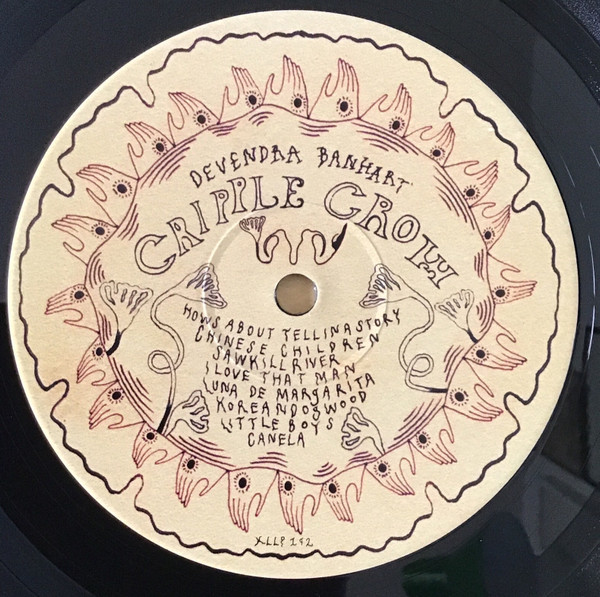 DEVENDRA BANHART
CRIPPLE CROW
HOWS ABOUT TELLIN A STORY
CHINESE CHILDREN
SAWKILL RIVER
I LOVE THAT MAN
LUNA DE MARGARITA
KOREAN DOGWOOD
LITTLE BOYS
CANELA
XLLP 192